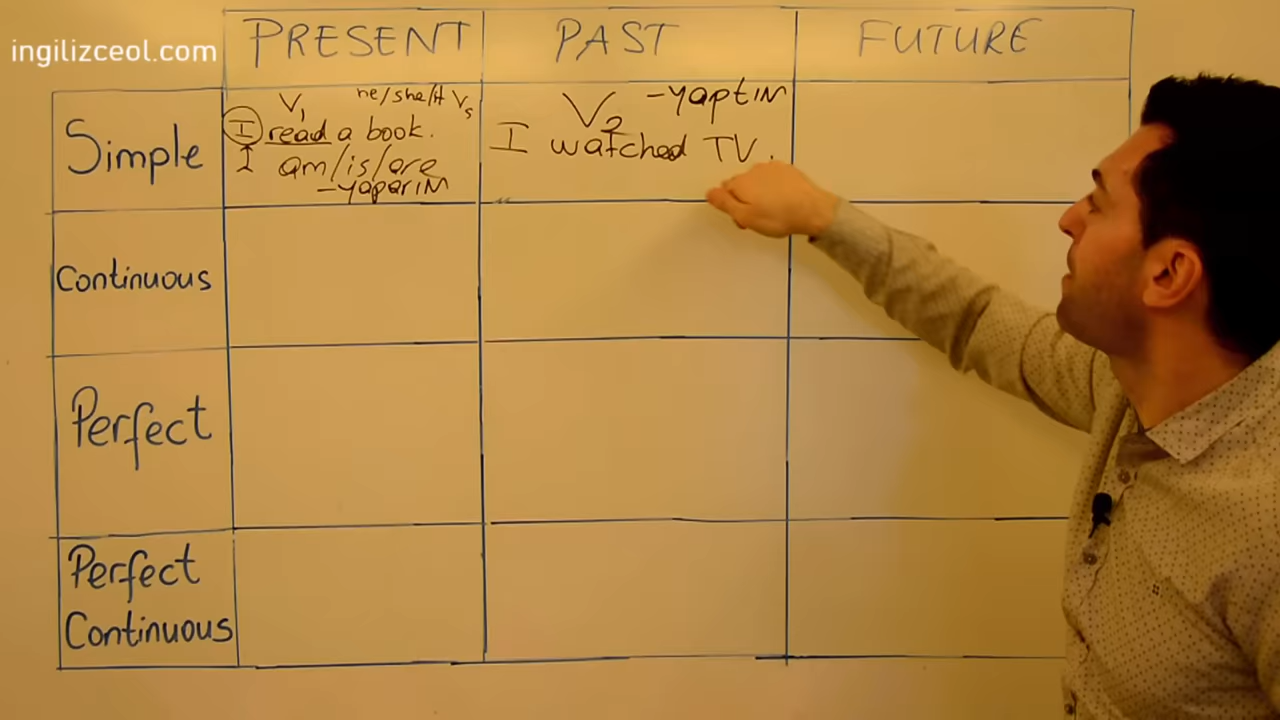 ingilizceol.com
PRESENT PAST FUTURE
Simple
V1 he/she/it Vs
I read a book.
I am/is/are
-yaparım
V2 -yaptım
I watched TV.
Continuous
Perfect
Perfect
Continuous